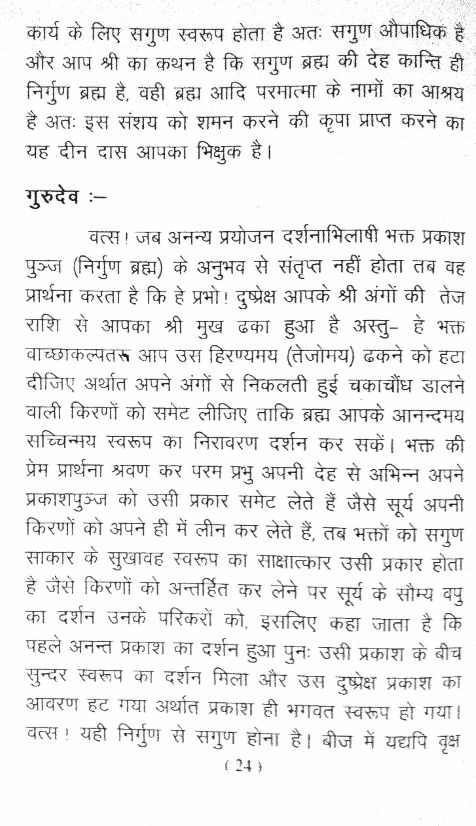 कार्य के लिए सगुण स्वरूप होता है अतः सगुण औपाधिक है
और आप श्री का कथन है कि सगुण ब्रह्म की देह कान्ति ही
निर्गुण ब्रह्म है, वही ब्रह्म आदि परमात्मा के नामों का आश्रय
है अतः इस संशय को शमन करने की कृपा प्राप्त करने का
यह दीन दास आपका भिक्षुक है।
गुरुदेव :–
वत्स! जब अनन्य प्रयोजन दर्शनाभिलाषी भक्त प्रकाश
पुञ्ज (निर्गुण ब्रह्म) के अनुभव से संतृप्त नहीं होता तब वह
प्रार्थना करता है कि हे प्रभो! दुष्प्रेक्ष आपके श्री अंगों की तेज
राशि से आपका श्री मुख ढका हुआ है अस्तु– हे भक्त
वाच्छाकल्पतरू आप उस हिरण्यमय (तेजोमय) ढकने को हटा
दीजिए अर्थात अपने अंगों से निकलती हुई चकाचौंध डालने
वाली किरणों को समेट लीजिए ताकि ब्रह्म आपके आनन्दमय
सच्चिन्मय स्वरूप का निरावरण दर्शन कर सकें। भक्त की
प्रेम प्रार्थना श्रवण कर परम प्रभु अपनी देह से अभिन्न अपने
प्रकाशपुञ्ज को उसी प्रकार समेट लेते हैं जैसे सूर्य अपनी
किरणों को अपने ही में लीन कर लेते हैं, तब भक्तों को सगुण
साकार के सुखावह स्वरूप का साक्षात्कार उसी प्रकार होता
है जैसे किरणों को अन्तर्हित कर लेने पर सूर्य के सौम्य वपु
का दर्शन उनके परिकरों को, इसलिए कहा जाता है कि
पहले अनन्त प्रकाश का दर्शन हुआ पुनः उसी प्रकाश के बीच
सुन्दर स्वरूप का दर्शन मिला और उस दुष्प्रेक्ष प्रकाश का
आवरण हट गया अर्थात प्रकाश ही भगवत स्वरूप हो गया।
वत्स! यही निर्गुण से सगुण होना है। बीज में यद्यपि वृक्ष
(24)